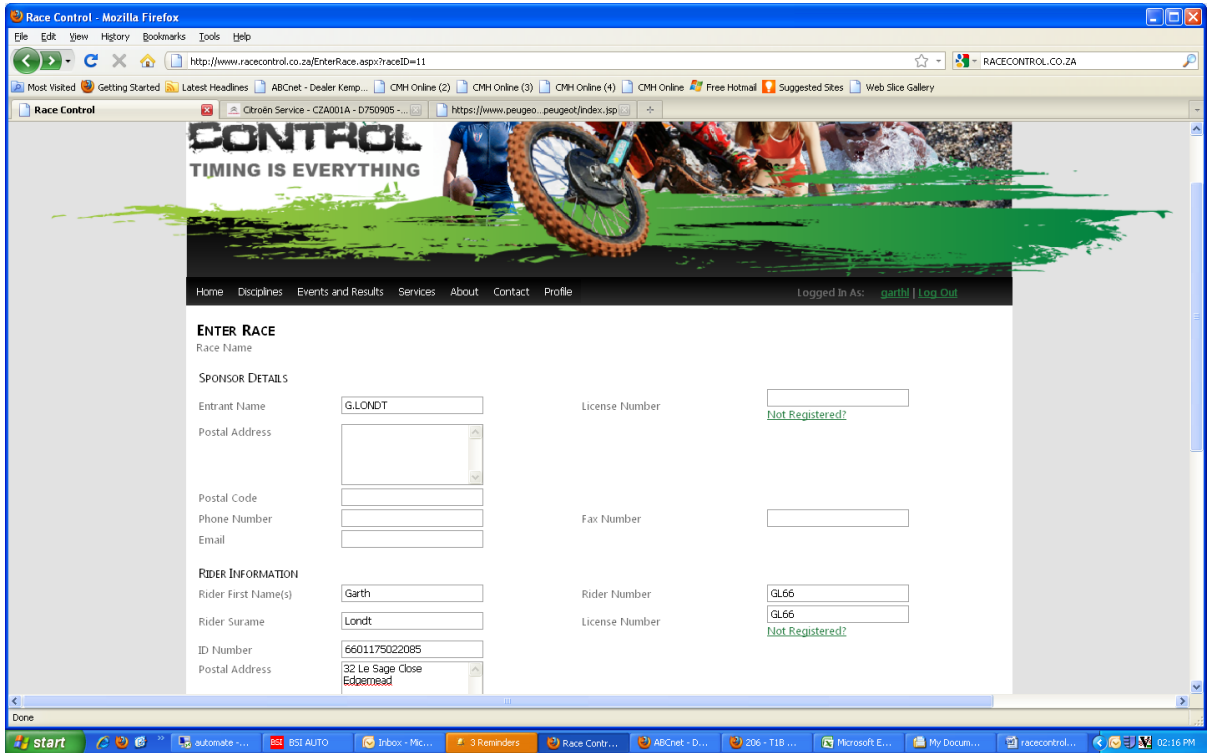 Race Control - Mozilla Firefox
File Edit View History Bookmarks Tools Help
http://www.racecontrol.co.za/EnterRace.aspx?raceID=11 RACECONTROL.CO.ZA
Most Visited Getting Started Latest Headlines ABCnet - Dealer Kemp... CMH Online (2) CMH Online (3) CMH Online (4) CMH Online Free Hotmail Suggested Sites Web Slice Gallery
Race Control Citroën Service - CZA001A - D750905 - ... https://www.peugeo...peugeot/index.jsp
CONTROL
TIMING IS EVERYTHING
Home Disciplines Events and Results Services About Contact Profile Logged In As: garthl | Log Out
ENTER RACE
Race Name
SPONSOR DETAILS
Entrant Name G.LONDT License Number
Not Registered?
Postal Address
Postal Code
Phone Number Fax Number
Email
RIDER INFORMATION
Rider First Name(s) Garth Rider Number GL66
Rider Surame Londt License Number GL66
Not Registered?
ID Number 6601175022085
Postal Address 32 Le Sage Close
Edgemead
Done
start automate -... BSI BSI AUTO Inbox - Mic... 3 Reminders Race Contr... ABCnet - D... 206 - T1B ... Microsoft E... My Docum... racecontrol... 02:16 PM